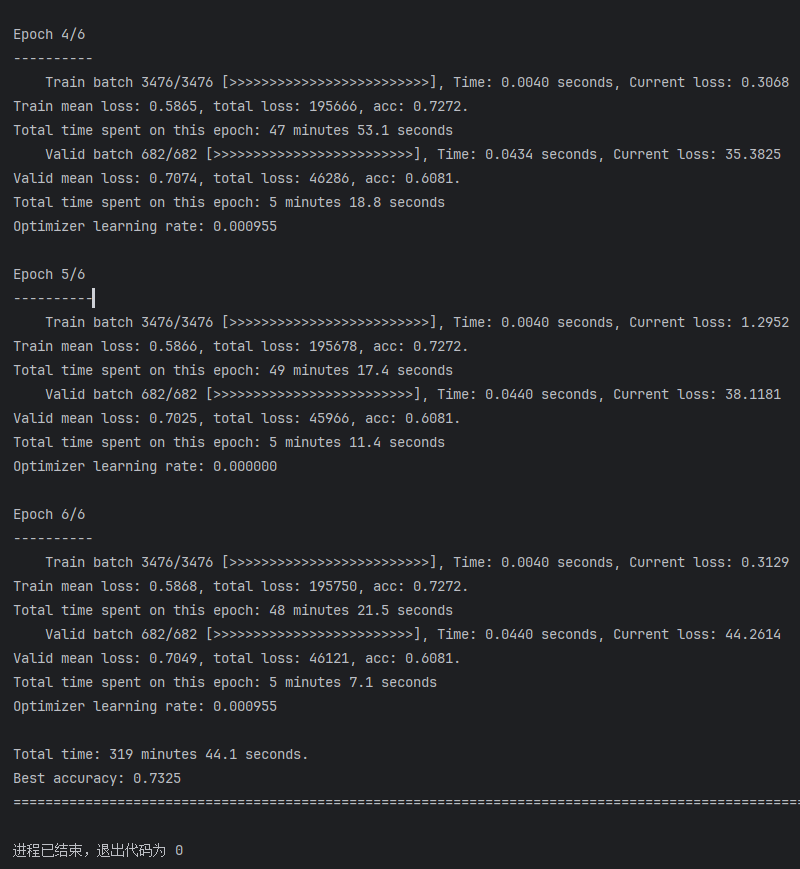 Epoch 4/6
----------
    Train batch 3476/3476 [>>>>>>>>>>>>>>>>>>>>>>>>>], Time: 0.0040 seconds, Current loss: 0.3068
Train mean loss: 0.5865, total loss: 195666, acc: 0.7272.
Total time spent on this epoch: 47 minutes 53.1 seconds
    Valid batch 682/682 [>>>>>>>>>>>>>>>>>>>>>>>>>], Time: 0.0434 seconds, Current loss: 35.3825
Valid mean loss: 0.7074, total loss: 46286, acc: 0.6081.
Total time spent on this epoch: 5 minutes 18.8 seconds
Optimizer learning rate: 0.000955

Epoch 5/6
----------
    Train batch 3476/3476 [>>>>>>>>>>>>>>>>>>>>>>>>>], Time: 0.0040 seconds, Current loss: 1.2952
Train mean loss: 0.5866, total loss: 195678, acc: 0.7272.
Total time spent on this epoch: 49 minutes 17.4 seconds
    Valid batch 682/682 [>>>>>>>>>>>>>>>>>>>>>>>>>], Time: 0.0440 seconds, Current loss: 38.1181
Valid mean loss: 0.7025, total loss: 45966, acc: 0.6081.
Total time spent on this epoch: 5 minutes 11.4 seconds
Optimizer learning rate: 0.000000

Epoch 6/6
----------
    Train batch 3476/3476 [>>>>>>>>>>>>>>>>>>>>>>>>>], Time: 0.0040 seconds, Current loss: 0.3129
Train mean loss: 0.5868, total loss: 195750, acc: 0.7272.
Total time spent on this epoch: 48 minutes 21.5 seconds
    Valid batch 682/682 [>>>>>>>>>>>>>>>>>>>>>>>>>], Time: 0.0440 seconds, Current loss: 44.2614
Valid mean loss: 0.7049, total loss: 46121, acc: 0.6081.
Total time spent on this epoch: 5 minutes 7.1 seconds
Optimizer learning rate: 0.000955

Total time: 319 minutes 44.1 seconds.
Best accuracy: 0.7325
===================================================================================================

进程已结束，退出代码为 0